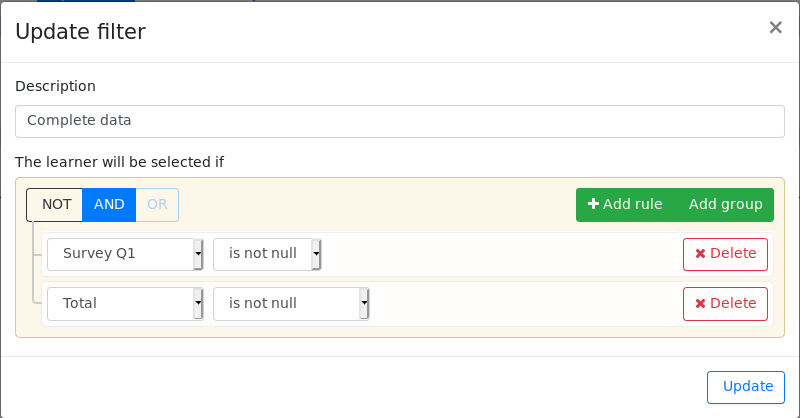 Update filter ×
Description
Complete data
The learner will be selected if
NOT AND OR + Add rule Add group
Survey Q1 is not null × Delete
Total is not null × Delete
Update